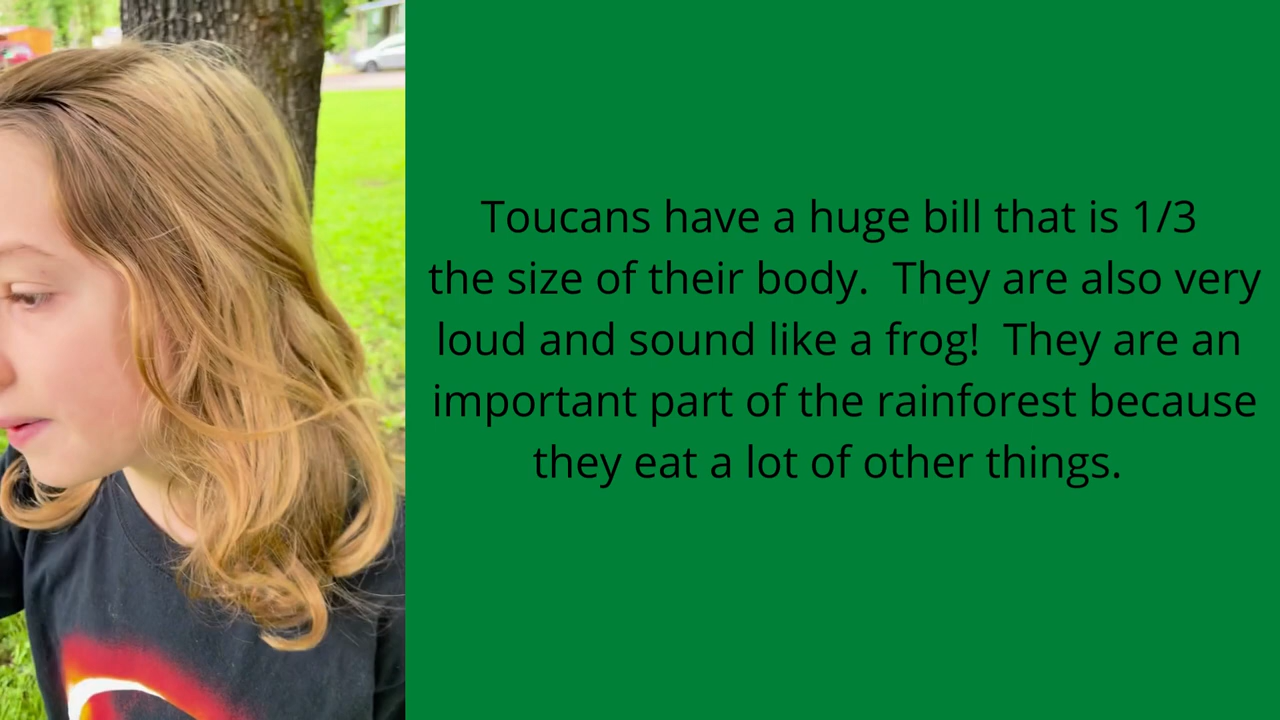 Toucans have a huge bill that is 1/3
the size of their body.  They are also very
loud and sound like a frog!  They are an
important part of the rainforest because
they eat a lot of other things.